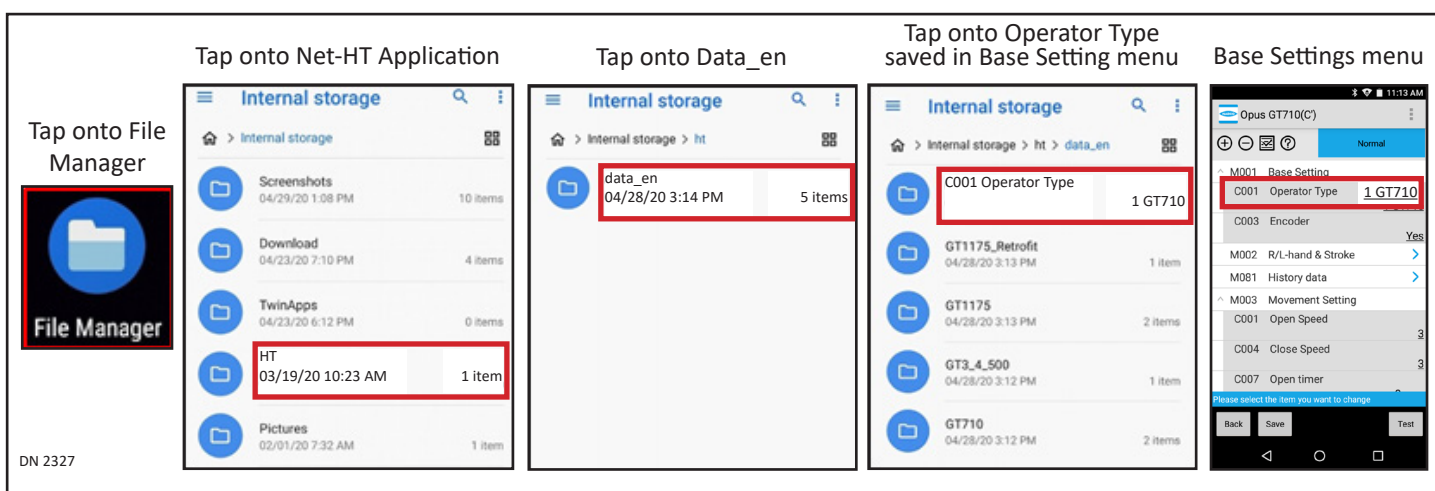 Tap onto File
Manager
File Manager
DN 2327
Tap onto Net-HT Application
Internal storage
> Internal storage
Screenshots
04/29/20 1:08 PM 10 items
Download
04/23/20 7:10 PM 4 items
TwinApps
04/23/20 6:12 PM 0 items
HT
03/19/20 10:23 AM 1 item
Pictures
02/01/20 7:32 AM 1 item
Tap onto Data_en
Internal storage
> Internal storage > ht
data_en
04/28/20 3:14 PM 5 items
Tap onto Operator Type
saved in Base Setting menu
Internal storage
> Internal storage > ht > data_en
C001 Operator Type
1 GT710
GT1175_Retrofit
04/28/20 3:13 PM 1 item
GT1175
04/28/20 3:13 PM 2 items
GT3_4_500
04/28/20 3:12 PM 1 item
GT710
04/28/20 3:12 PM 2 items
Base Settings menu
11:13 AM
Opus GT710(C')
Normal
M001 Base Setting
C001 Operator Type 1 GT710
C003 Encoder
Yes
M002 R/L-hand & Stroke >
M081 History data >
M003 Movement Setting
C001 Open Speed
3
C004 Close Speed
3
C007 Open timer
Please select the item you want to change
Back Save Test